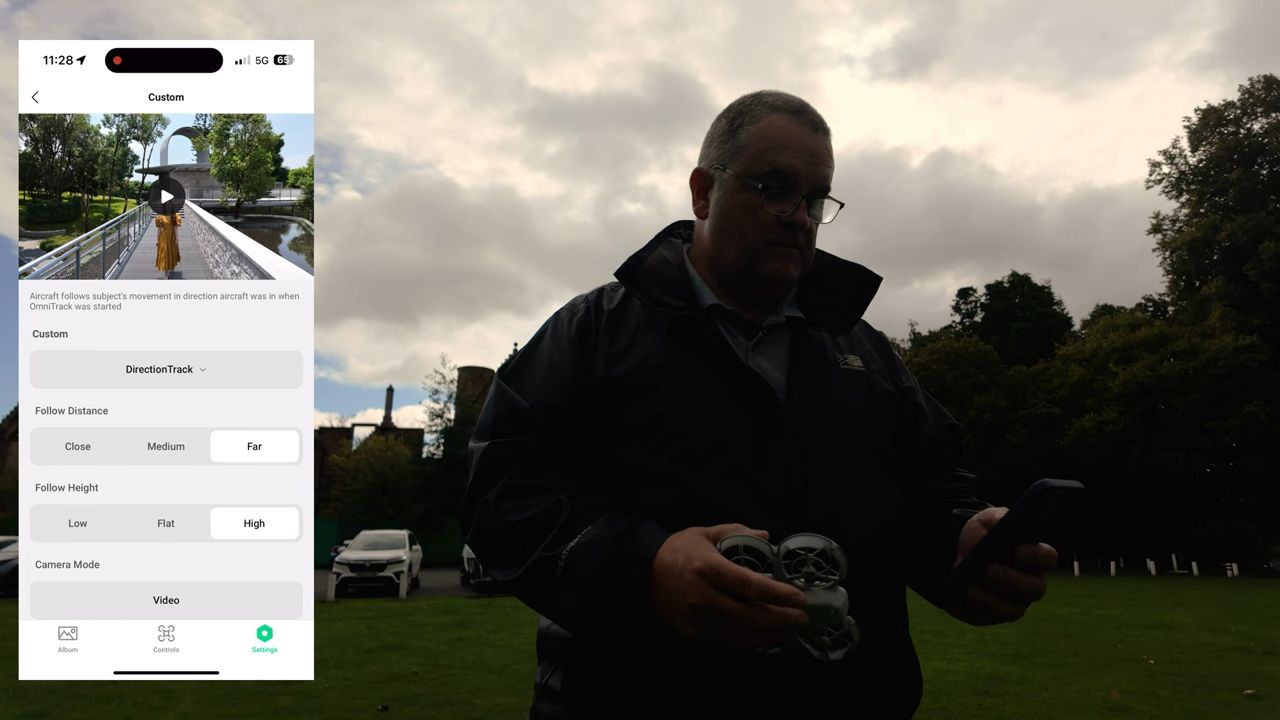 11:28
5G
65
Custom
Aircraft follows subject's movement in direction aircraft was in when
OmniTrack was started
Custom
DirectionTrack
Follow Distance
Close Medium Far
Follow Height
Low Flat High
Camera Mode
Video
Album Controls Settings